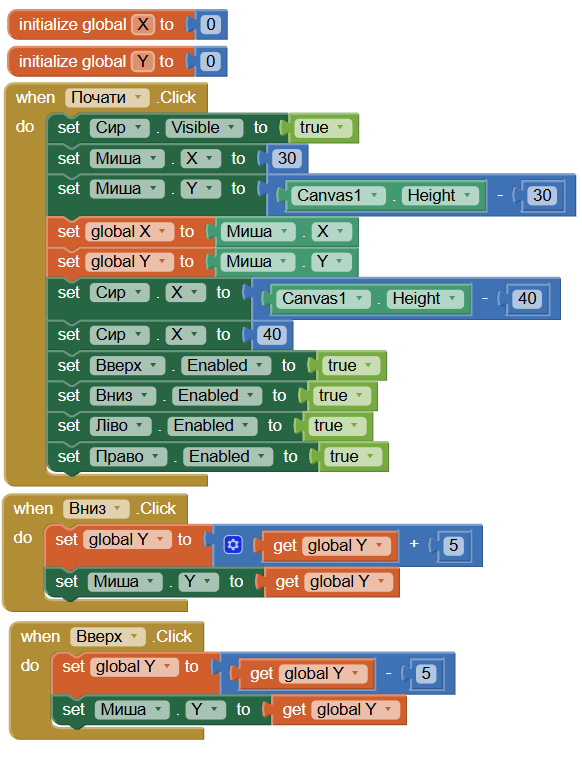 initialize global X to 0
initialize global Y to 0
when Почати .Click
do set Сир . Visible to true
set Миша . X to 30
set Миша . Y to Canvas1 . Height - 30
set global X to Миша . X
set global Y to Миша . Y
set Сир . X to Canvas1 . Height - 40
set Сир . X to 40
set Вверх . Enabled to true
set Вниз . Enabled to true
set Ліво . Enabled to true
set Право . Enabled to true
when Вниз .Click
do set global Y to get global Y + 5
set Миша . Y to get global Y
when Вверх .Click
do set global Y to get global Y - 5
set Миша . Y to get global Y